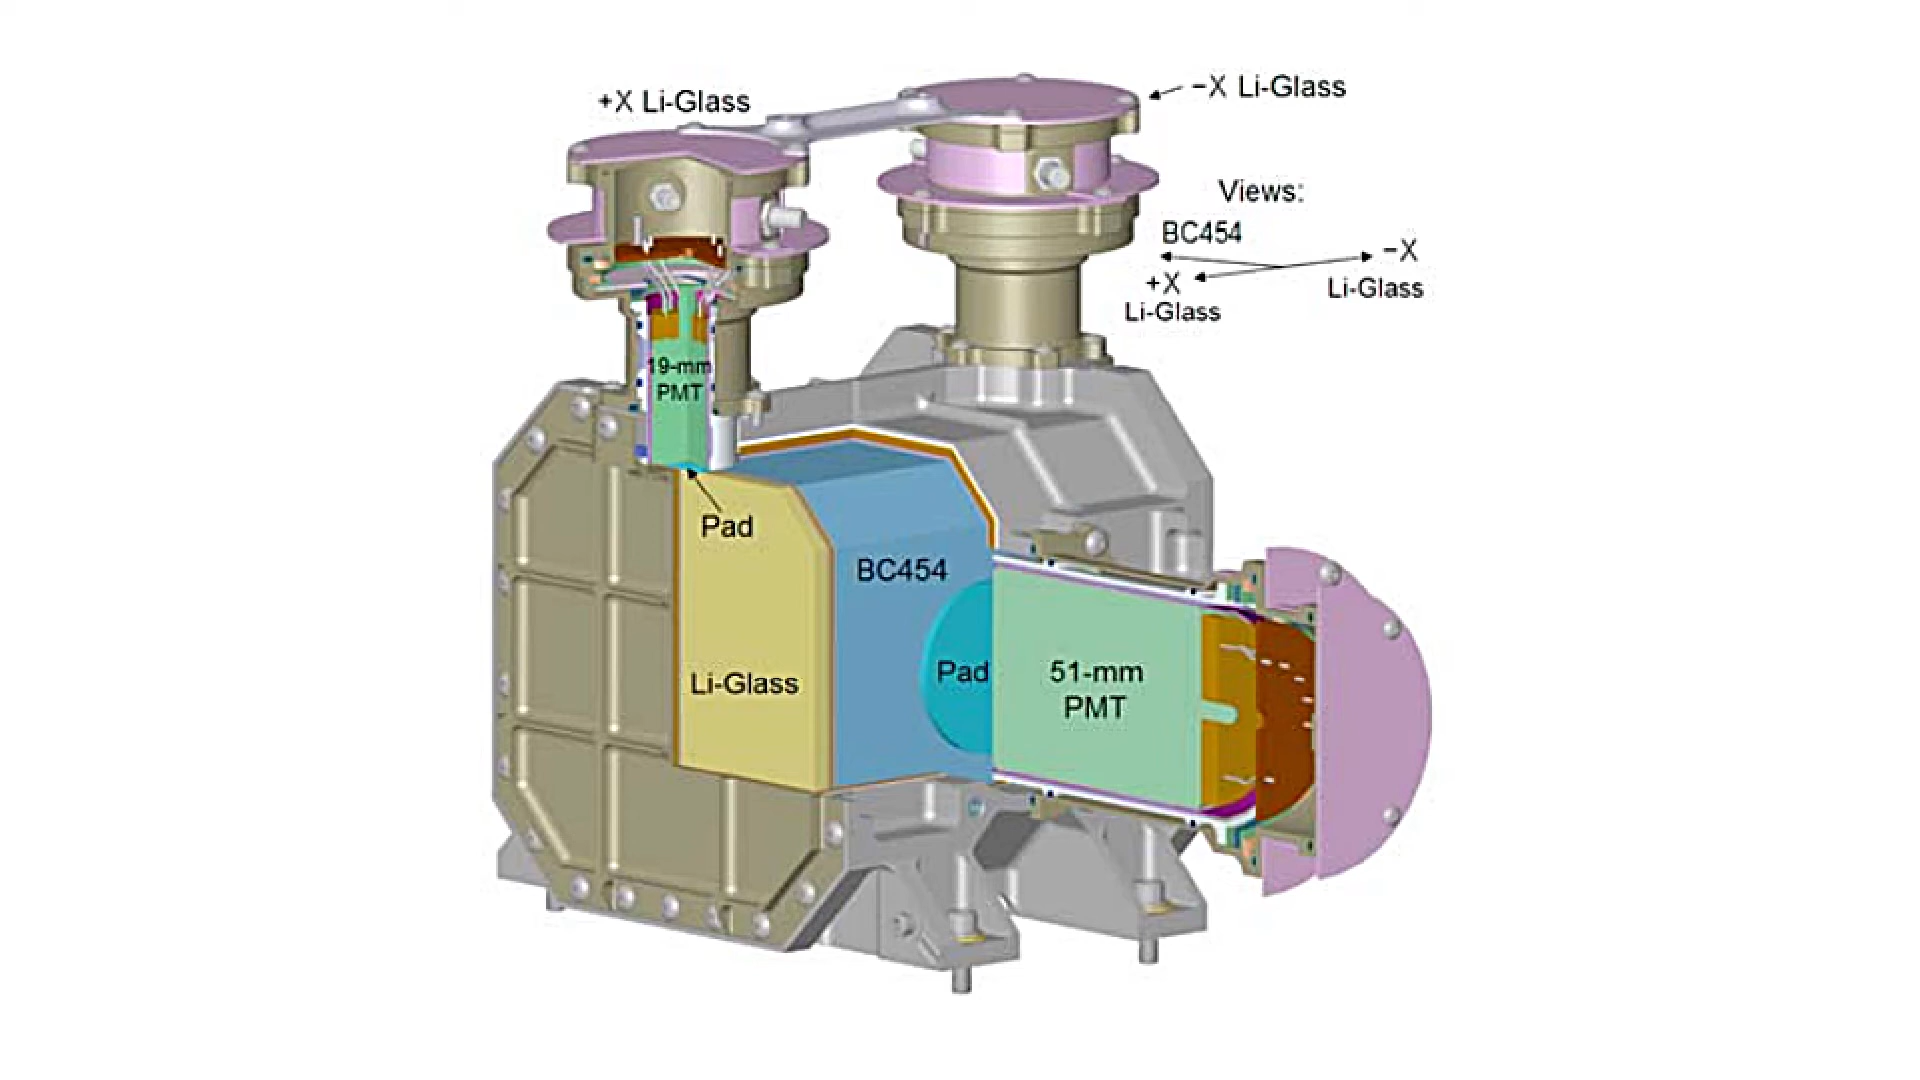 +X Li-Glass
−X Li-Glass
Views:
BC454
−X
Li-Glass
+X
Li-Glass
19-mm
PMT
Pad
BC454
Li-Glass
Pad
51-mm
PMT